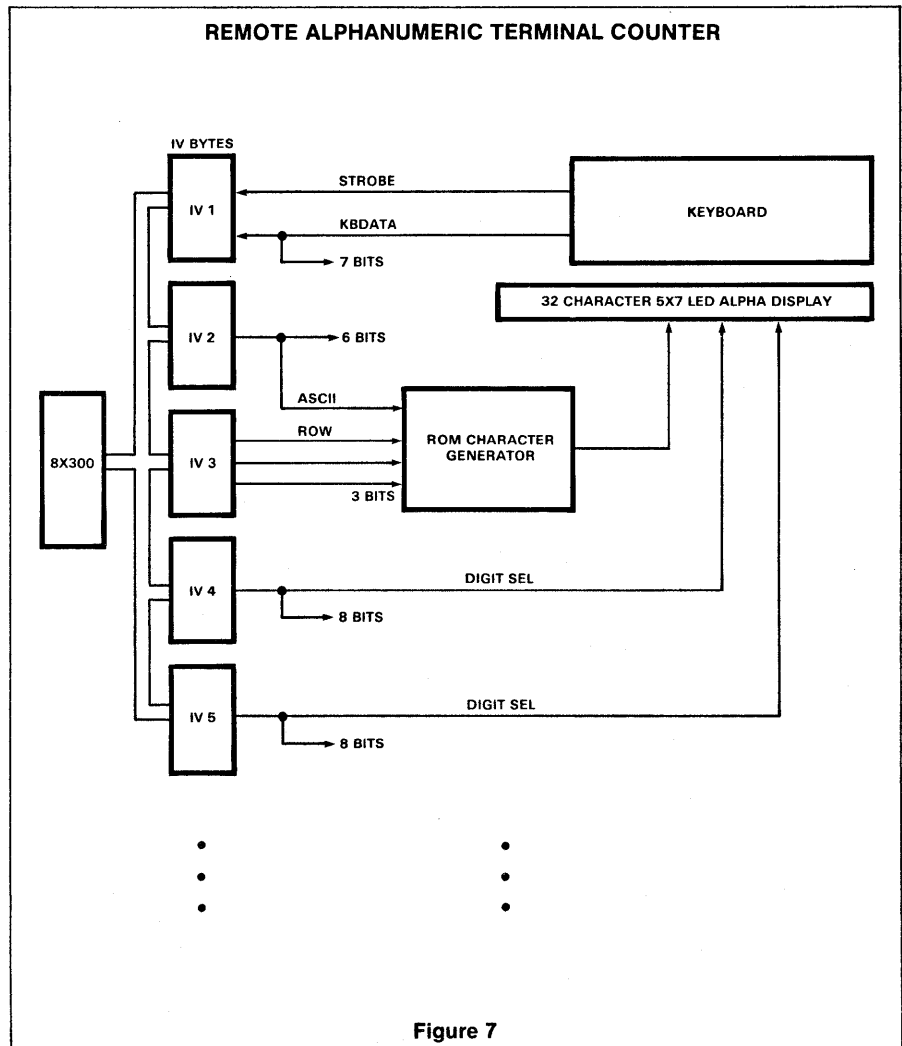 REMOTE ALPHANUMERIC TERMINAL COUNTER
IV BYTES
IV 1
STROBE
KBDATA
7 BITS
KEYBOARD
32 CHARACTER 5X7 LED ALPHA DISPLAY
IV 2
6 BITS
ASCII
8X300
IV 3
ROW
3 BITS
ROM CHARACTER
GENERATOR
IV 4
DIGIT SEL
8 BITS
IV 5
DIGIT SEL
8 BITS
Figure 7